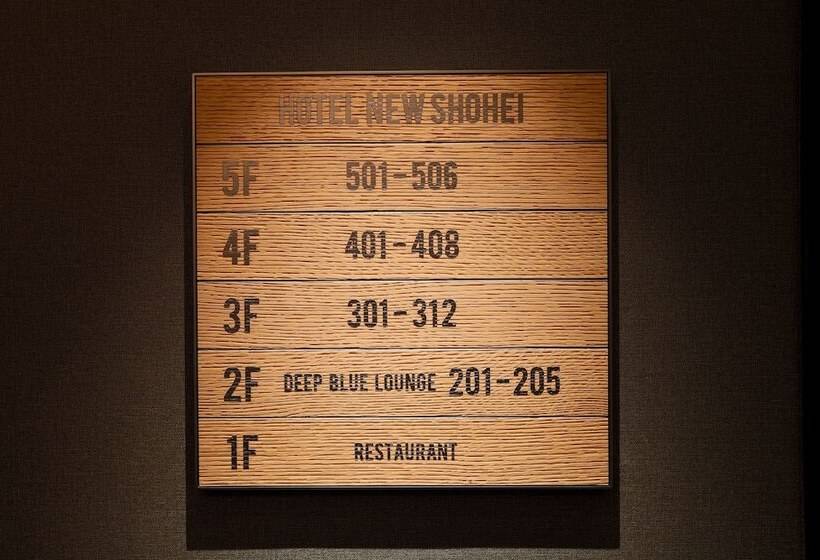 HOTEL NEW SHOHEI
5F 501-506
4F 401-408
3F 301-312
2F DEEP BLUE LOUNGE 201-205
1F RESTAURANT